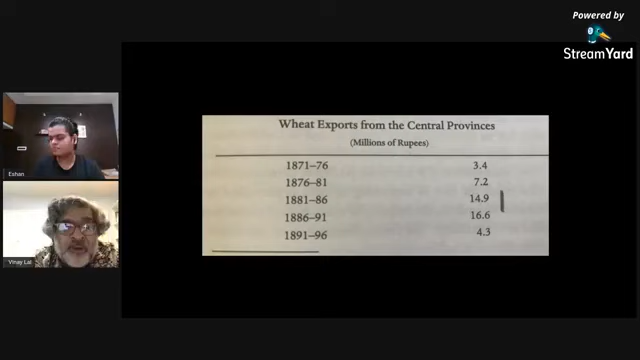 Powered by
StreamYard
Wheat Exports from the Central Provinces
(Millions of Rupees)
1871–76 3.4
1876–81 7.2
1881–86 14.9
1886–91 16.6
1891–96 4.3
Eshan
Vinay Lal